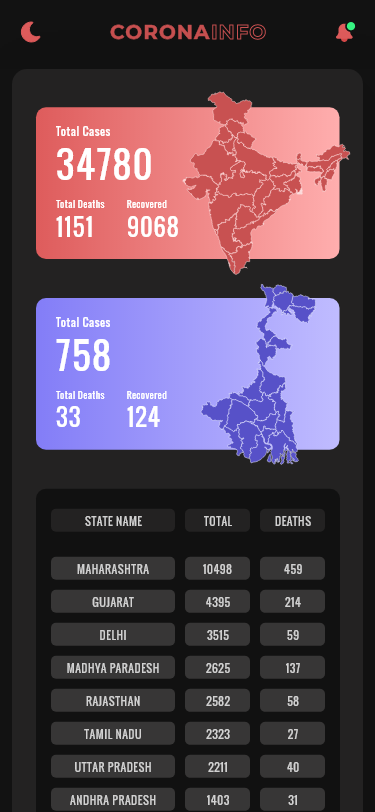 CORONAINFO
Total Cases
34780
Total Deaths Recovered
1151 9068
Total Cases
758
Total Deaths Recovered
33 124
STATE NAME TOTAL DEATHS
MAHARASHTRA 10498 459
GUJARAT 4395 214
DELHI 3515 59
MADHYA PARADESH 2625 137
RAJASTHAN 2582 58
TAMIL NADU 2323 27
UTTAR PRADESH 2211 40
ANDHRA PRADESH 1403 31